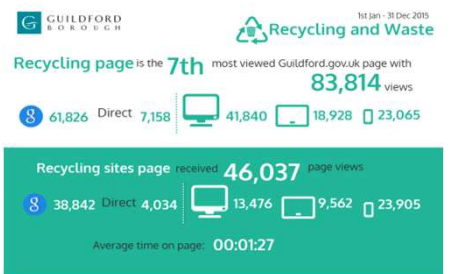 G GUILDFORD
BOROUGH
1st Jan - 31 Dec 2015
Recycling and Waste
Recycling page is the 7th most viewed Guildford.gov.uk page with
83,814 views
8 61,826 Direct 7,158 41,840 18,928 23,065
Recycling sites page received 46,037 page views
8 38,842 Direct 4,034 13,476 9,562 23,905
Average time on page: 00:01:27